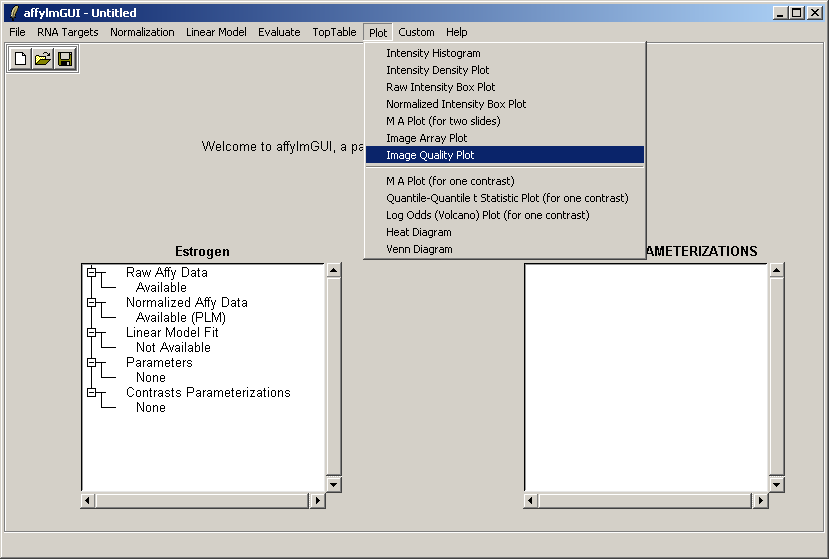 affylmGUI - Untitled
File RNA Targets Normalization Linear Model Evaluate TopTable Plot Custom Help
Intensity Histogram
Intensity Density Plot
Raw Intensity Box Plot
Normalized Intensity Box Plot
M A Plot (for two slides)
Image Array Plot
Image Quality Plot
M A Plot (for one contrast)
Quantile-Quantile t Statistic Plot (for one contrast)
Log Odds (Volcano) Plot (for one contrast)
Heat Diagram
Venn Diagram
Welcome to affylmGUI, a pa
Estrogen
Raw Affy Data
Available
Normalized Affy Data
Available (PLM)
Linear Model Fit
Not Available
Parameters
None
Contrasts Parameterizations
None
AMETERIZATIONS